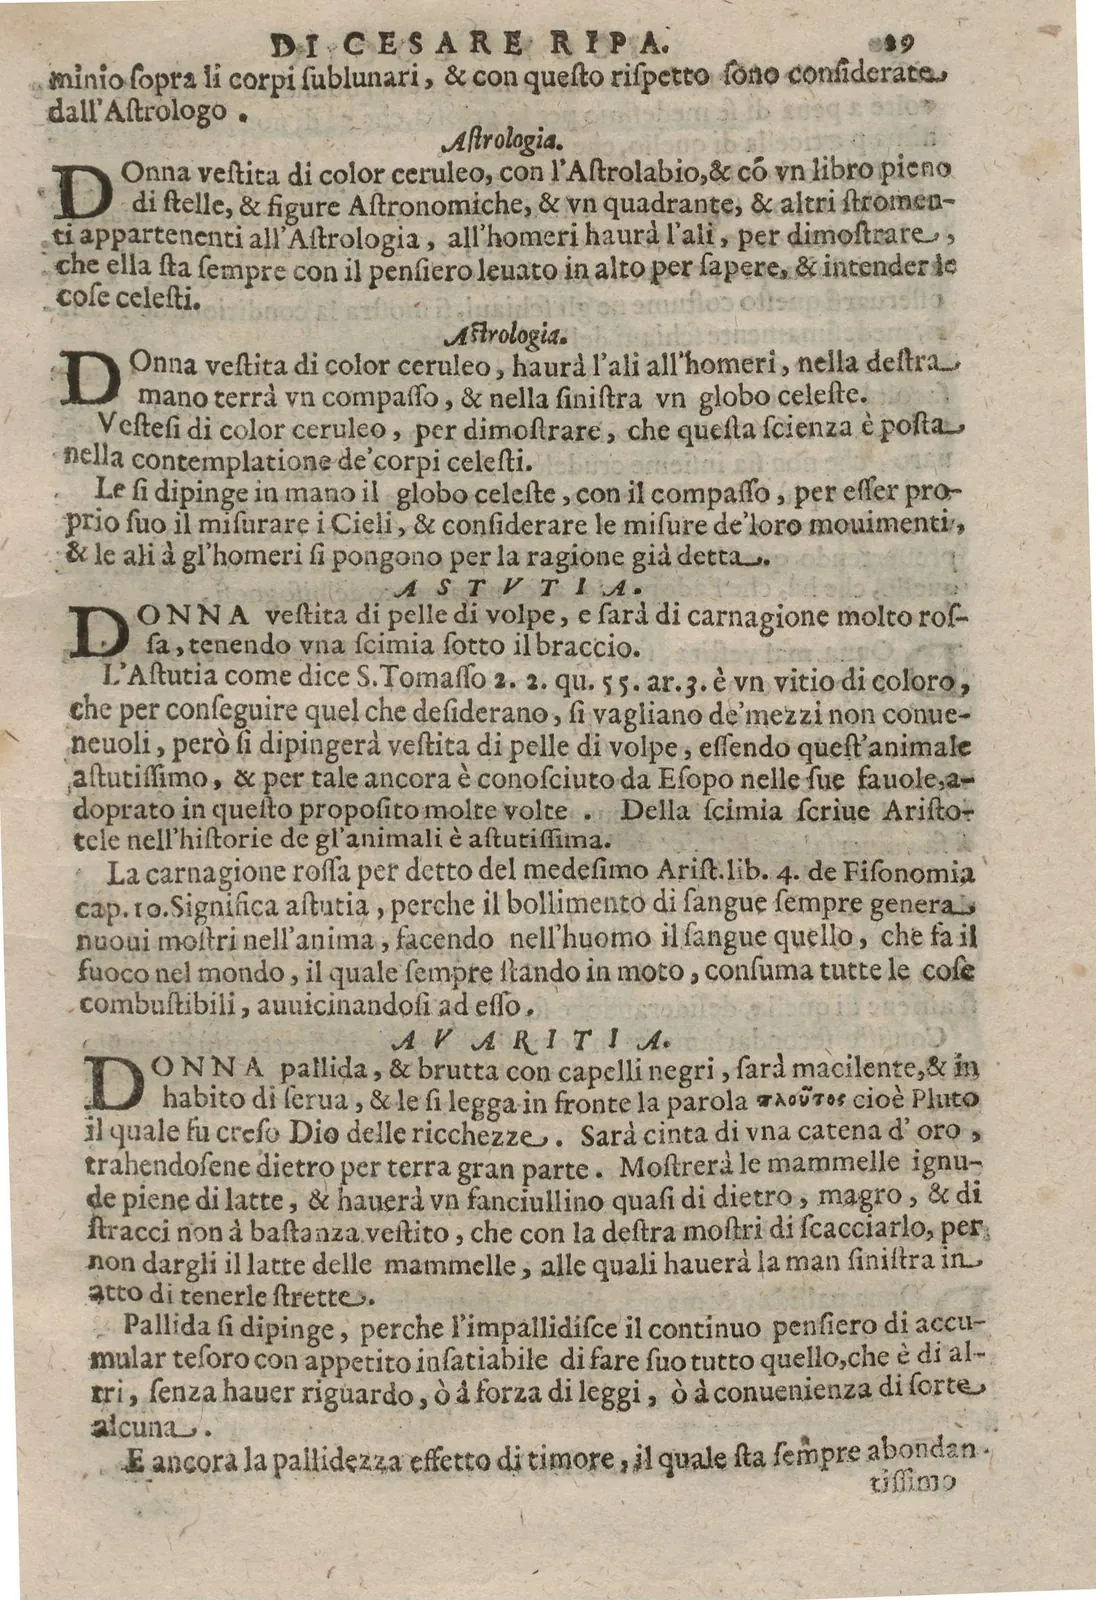 DI CESARE RIPA. 29
minio ſopra li corpi ſublunari, & con queſto riſpetto ſono conſiderate
dall'Aſtrologo.
Aſtrologia.
DOnna veſtita di color ceruleo, con l'Aſtrolabio,& cõ vn libro pieno
di ſtelle, & figure Aſtronomiche, & vn quadrante, & altri ſtromen-
ti appartenenti all'Aſtrologia, all'homeri haurà l'ali, per dimoſtrare,
che ella ſta ſempre con il penſiero leuato in alto per ſapere, & intender le
coſe celeſti.
Aſtrologia.
DOnna veſtita di color ceruleo, haurà l'ali all'homeri, nella deſtra
mano terrà vn compaſſo, & nella ſiniſtra vn globo celeſte.
Veſteſi di color ceruleo, per dimoſtrare, che queſta ſcienza è poſta
nella contemplatione de'corpi celeſti.
Le ſi dipinge in mano il globo celeſte, con il compaſſo, per eſſer pro-
prio ſuo il miſurare i Cieli, & conſiderare le miſure de'loro mouimenti,
& le ali à gl'homeri ſi pongono per la ragione già detta.
ASTVTIA.
DONNA veſtita di pelle di volpe, e ſarà di carnagione molto roſ-
ſa, tenendo vna ſcimia ſotto il braccio.
L'Aſtutia come dice S. Tomaſſo 2. 2. qu. 55. ar. 3. è vn vitio di coloro,
che per conſeguire quel che deſiderano, ſi vagliano de'mezzi non conue-
neuoli, però ſi dipingerà veſtita di pelle di volpe, eſſendo queſt'animale
aſtutiſſimo, & per tale ancora è conoſciuto da Eſopo nelle ſue fauole,a-
doprato in queſto propoſito molte volte. Della ſcimia ſcriue Ariſto-
tele nell'hiſtorie de gl'animali è aſtutiſſima.
La carnagione roſſa per detto del medeſimo Ariſt. lib. 4. de Fiſonomia
cap. 10. Significa aſtutia, perche il bollimento di ſangue ſempre genera
nuoui moſtri nell'anima, facendo nell'huomo il ſangue quello, che fa il
fuoco nel mondo, il quale ſempre ſtando in moto, conſuma tutte le coſe
combuſtibili, auuicinandoſi ad eſſo.
AVARITIA.
DONNA pallida, & brutta con capelli negri, ſarà macilente,& in
habito di ſerua, & le ſi legga in fronte la parola πλοῦτος cioè Pluto
il quale fu creſo Dio delle ricchezze. Sarà cinta di vna catena d'oro,
trahendoſene dietro per terra gran parte. Moſtrerà le mammelle ignu-
de piene di latte, & hauerà vn fanciullino quaſi di dietro, magro, & di
ſtracci non à baſtanza veſtito, che con la deſtra moſtri di ſcacciarlo, per
non dargli il latte delle mammelle, alle quali hauerà la man ſiniſtra in
atto di tenerle ſtrette.
Pallida ſi dipinge, perche l'impallidiſce il continuo penſiero di accu-
mular teſoro con appetito inſatiabile di fare ſuo tutto quello,che è di al-
tri, ſenza hauer riguardo, ò à forza di leggi, ò à conuenienza di ſorte
alcuna.
E ancora la pallidezza effetto di timore, il quale ſta ſempre abondan
tiſſimo